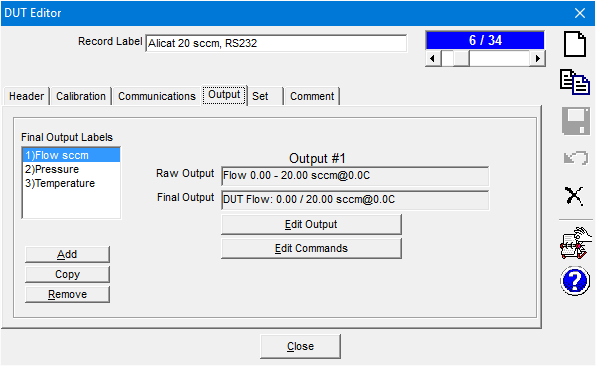 DUT Editor
Record Label
Alicat 20 sccm, RS232
6 / 34
Header
Calibration
Communications
Output
Set
Comment
Final Output Labels
1)Flow sccm
2)Pressure
3)Temperature
Output #1
Raw Output
Flow 0.00 - 20.00 sccm@0.0C
Final Output
DUT Flow: 0.00 / 20.00 sccm@0.0C
Edit Output
Edit Commands
Add
Copy
Remove
Close